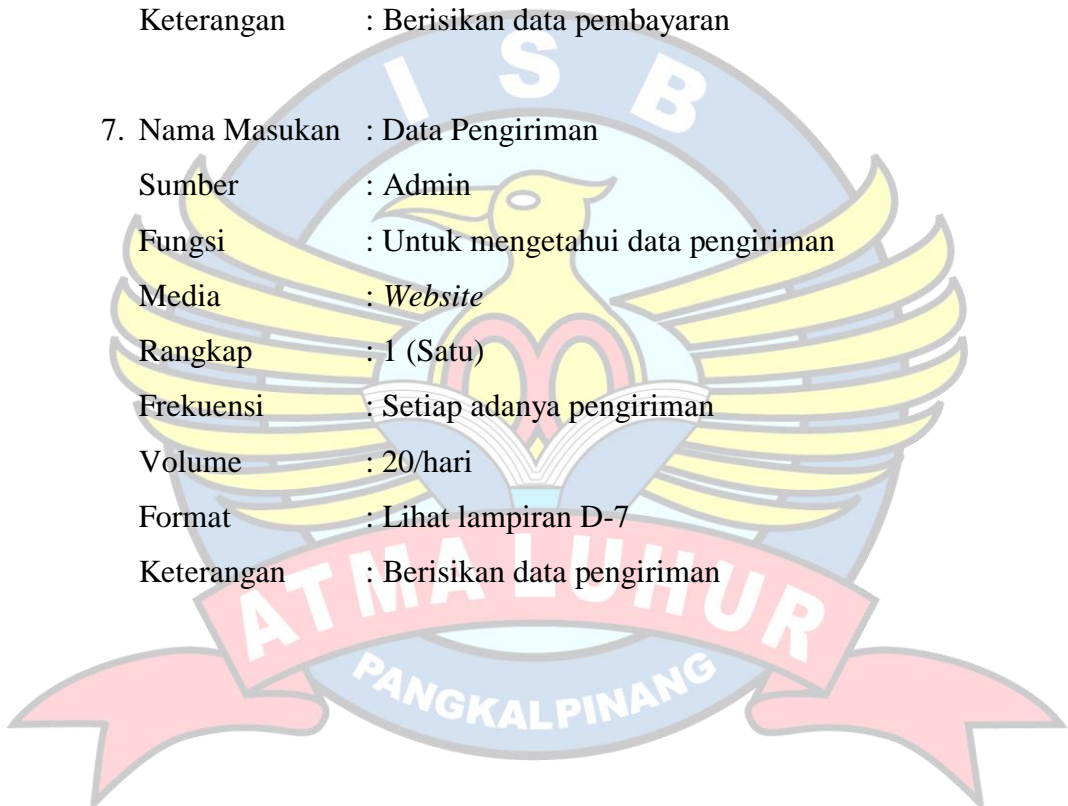 Keterangan : Berisikan data pembayaran
I S B
7. Nama Masukan : Data Pengiriman
Sumber : Admin
Fungsi : Untuk mengetahui data pengiriman
Media : Website
Rangkap : 1 (Satu)
Frekuensi : Setiap adanya pengiriman
Volume : 20/hari
Format : Lihat lampiran D-7
Keterangan : Berisikan data pengiriman
ATMA LUHUR
PANGKALPINANG